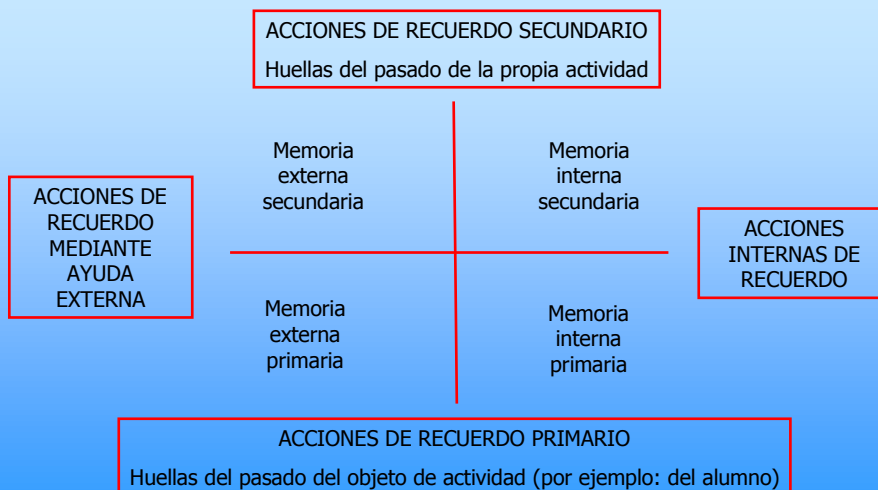 ACCIONES DE RECUERDO SECUNDARIO
Huellas del pasado de la propia actividad
Memoria
externa
secundaria
Memoria
interna
secundaria
ACCIONES DE
RECUERDO
MEDIANTE
AYUDA
EXTERNA
ACCIONES
INTERNAS DE
RECUERDO
Memoria
externa
primaria
Memoria
interna
primaria
ACCIONES DE RECUERDO PRIMARIO
Huellas del pasado del objeto de actividad (por ejemplo: del alumno)